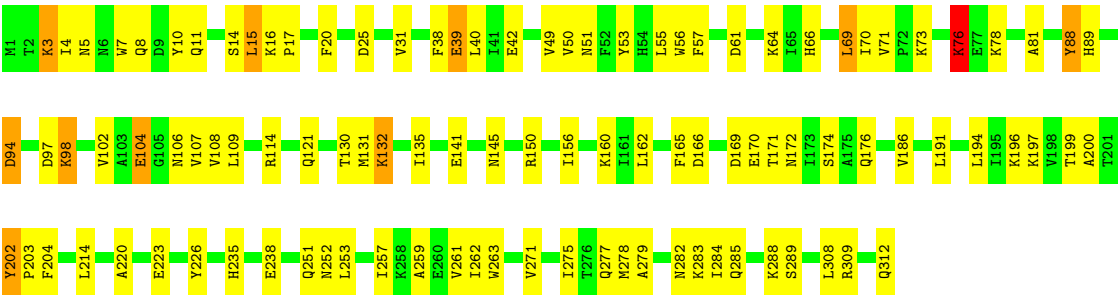 M1 T2 K3 I4 N5 N6 W7 Q8 D9 Y10 Q11 S14 L15 K16 P17 F20 D25 V31 F38 E39 L40 I41 E42 V49 V50 N51 F52 Y53 H54 L55 W56 F57 D61 K64 I65 H66 L69 I70 V71 P72 K73 K76 E77 K78 A81 Y88 H89
D94 D97 K98 V102 A103 E104 G105 N106 V107 V108 L109 R114 Q121 T130 M131 K132 I135 E141 N145 R150 I156 K160 I161 L162 F165 D166 D169 E170 T171 N172 I173 S174 A175 Q176 V186 L191 L194 I195 K196 K197 V198 T199 A200 T201
Y202 P203 F204 L214 A220 E223 Y226 H235 E238 Q251 N252 L253 I257 K258 A259 E260 V261 I262 W263 V271 I275 T276 Q277 M278 A279 N282 K283 I284 Q285 K288 S289 L308 R309 Q312